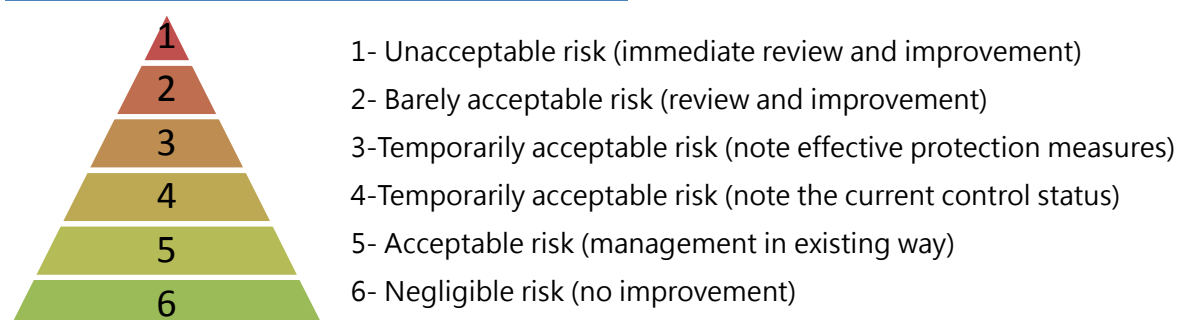 1
2
3
4
5
6
1- Unacceptable risk (immediate review and improvement)
2- Barely acceptable risk (review and improvement)
3-Temporarily acceptable risk (note effective protection measures)
4-Temporarily acceptable risk (note the current control status)
5- Acceptable risk (management in existing way)
6- Negligible risk (no improvement)